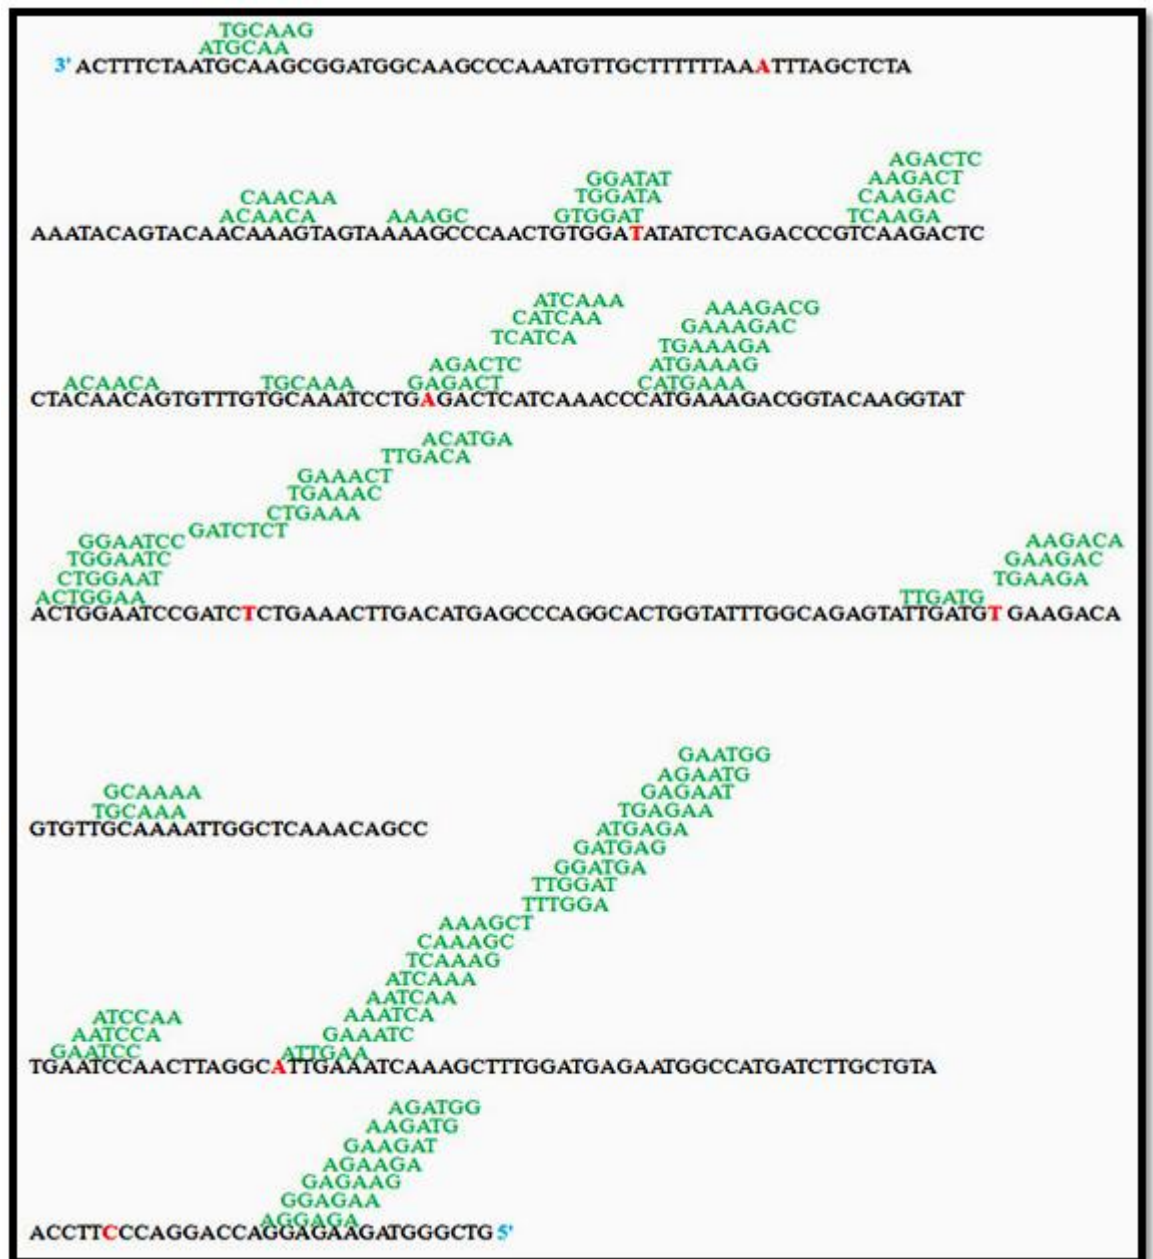 TGCAAG
ATGCAA
3' ACTTTCTAATGCAAGCGGATGGCAAGCCCAAATGTTGCTTTTTTAAATTTAGCTCTA
AGACTC
GGATAT AAGACT
CAACAA TGGATA CAAGAC
ACAACA AAAGC GTGGAT TCAAGA
AAATACAGTACAACAAAGTAGTAAAAGCCCAACTGTGGATATATCTCAGACCCGTCAAGACTC
ATCAAA AAAGACG
CATCAA GAAAGAC
TCATCA TGAAAGA
AGACTC ATGAAAG
ACAACA TGCAAA GAGACT CATGAAA
CTACAACAGTGTTTGTGCAAATCCTGAGACTCATCAAACCCATGAAAGACGGTACAAGGTAT
ACATGA
TTGACA
GAAACT
TGAAAC
CTGAAA
GATCTCT
GGAATCC AAGACA
TGGAATC GAAGAC
CTGGAAT TGAAGA
ACTGGAA TTGATG
ACTGGAATCCGATCTCTGAAACTTGACATGAGCCCAGGCACTGGTATTTGGCAGAGTATTGATGT GAAGACA
GCAAAA
TGCAAA
GTGTTGCAAAATTGGCTCAAACAGCC
GAATGG
AGAATG
GAGAAT
TGAGAA
ATGAGA
GATGAG
GGATGA
TTGGAT
TTTGGA
AAAGCT
CAAAGC
TCAAAG
ATCAAA
AATCAA
ATCCAA AAATCA
AATCCA GAAATC
GAATCC ATTGAA
TGAATCCAACTTAGGCATTGAAATCAAAGCTTTGGATGAGAATGGCCATGATCTTGCTGTA
AGATGG
AAGATG
GAAGAT
AGAAGA
GAGAAG
GGAGAA
AGGAGA
ACCTTCCCAGGACCAGGAGAAGATGGGCTG 5'